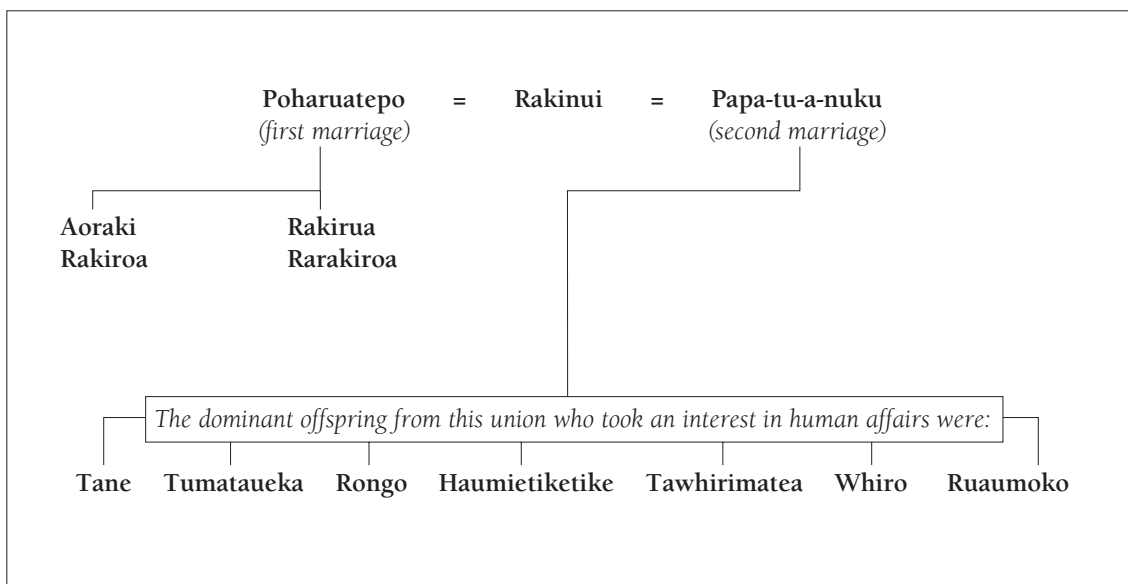 Poharuatepo = Rakinui = Papa-tu-a-nuku
(first marriage) (second marriage)
Aoraki Rakirua
Rakiroa Rarakiroa
The dominant offspring from this union who took an interest in human affairs were:
Tane Tumataueka Rongo Haumietiketike Tawhirimatea Whiro Ruaumoko